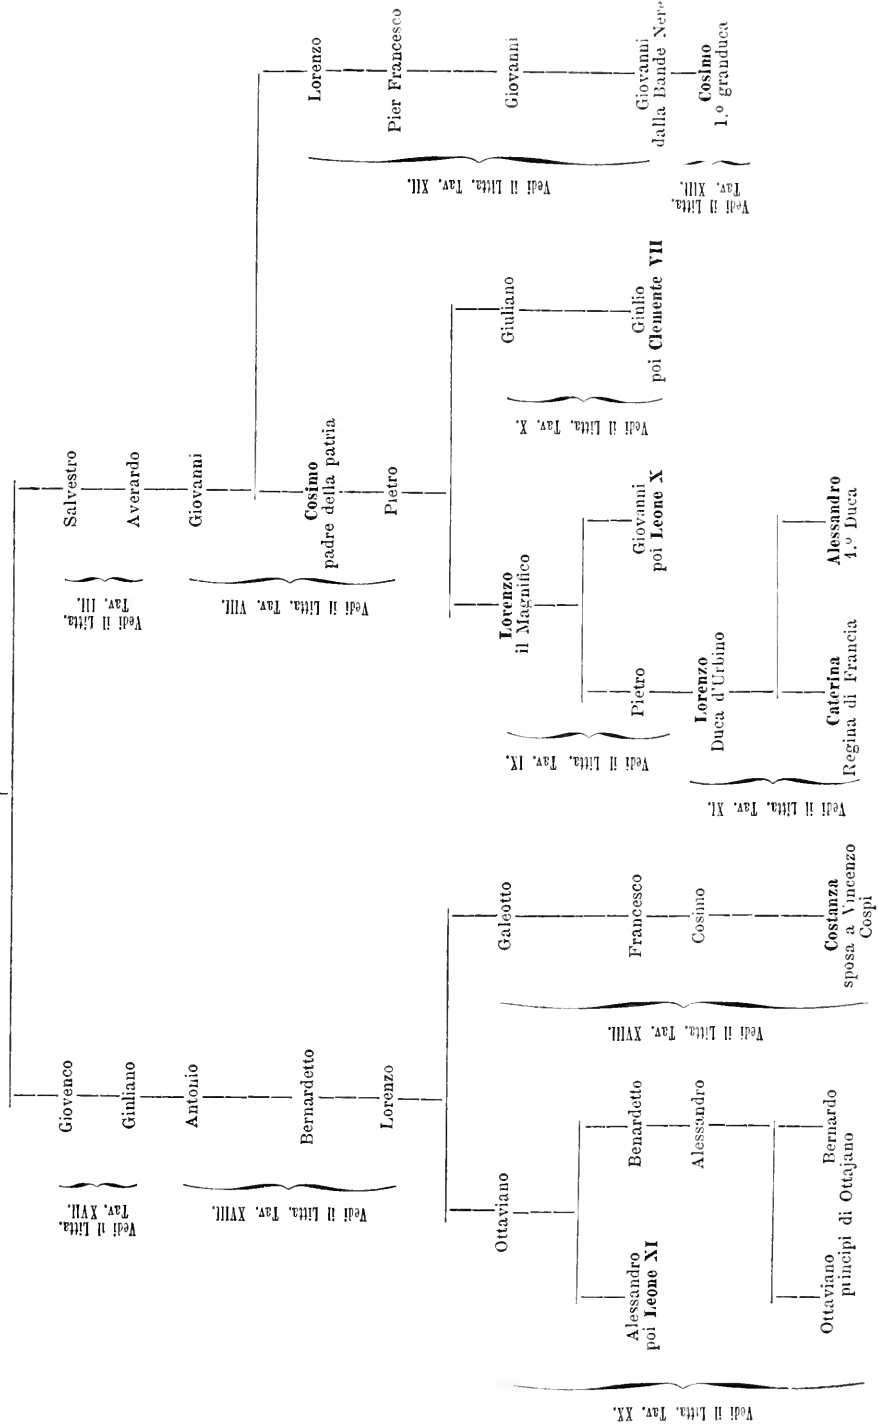 Giovenco
Giuliano
Vedi il Litta,
Tav. XVII.
Antonio
Bernardetto
Lorenzo
Vedi il Litta, Tav. XVIII.
Ottaviano
Alessandro
poi Leone XI
Benardetto
Alessandro
Ottaviano
Bernardo
principi di Ottajano
Vedi il Litta, Tav. XX.
Galeotto
Francesco
Cosimo
Costanza
sposa a Vincenzo
Cospi
Vedi il Litta, Tav. XVIII.
Salvestro
Averardo
Vedi il Litta,
Tav. III.
Giovanni
Cosimo
padre della patria
Pietro
Vedi il Litta, Tav. VIII.
Lorenzo
il Magnifico
Pietro
Giovanni
poi Leone X
Vedi il Litta, Tav. IX.
Lorenzo
Duca d'Urbino
Caterina
Regina di Francia
Alessandro
1.º Duca
Vedi il Litta, Tav. XI.
Giuliano
Giulio
poi Clemente VII
Vedi il Litta, Tav. X.
Lorenzo
Pier Francesco
Giovanni
Giovanni
dalla Bande Nere
Vedi il Litta, Tav. XII.
Cosimo
1.º granduca
Vedi il Litta,
Tav. XIII.